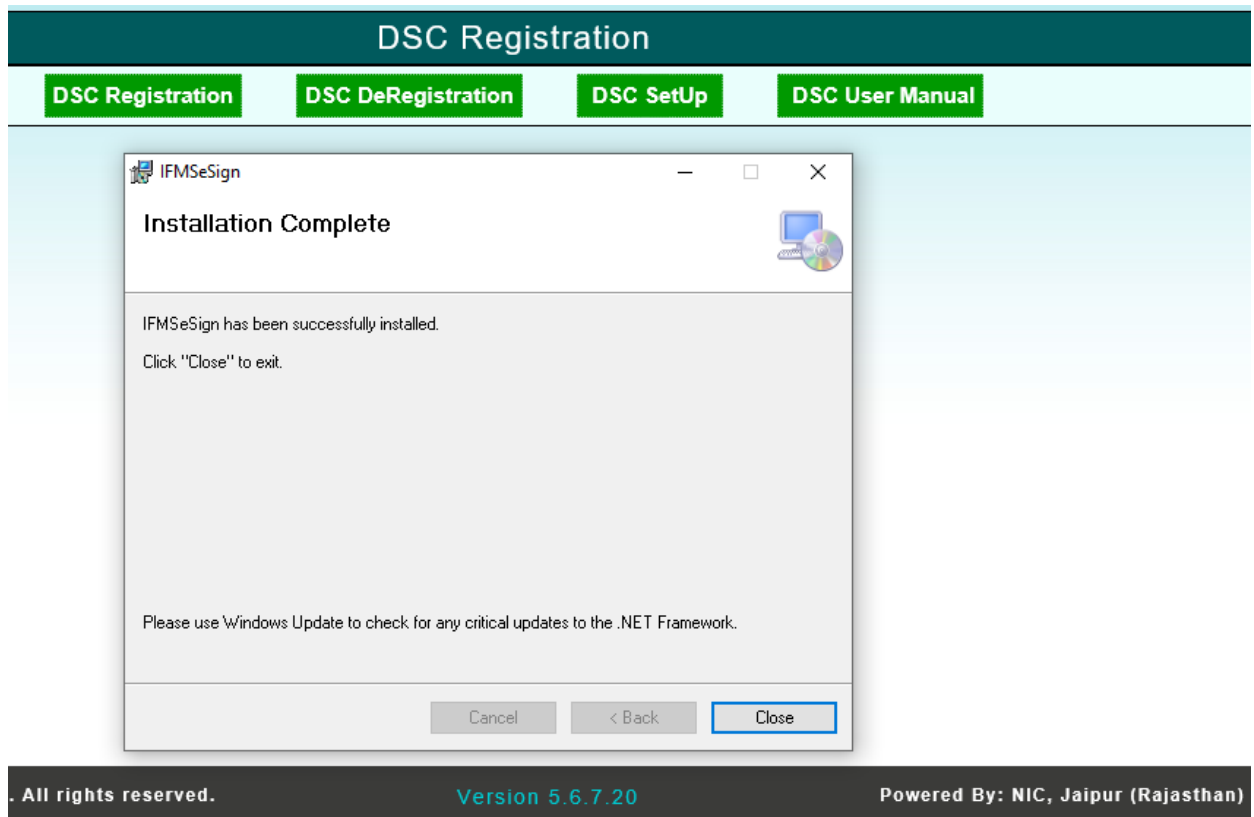 DSC Registration
DSC Registration DSC DeRegistration DSC SetUp DSC User Manual
IFMSeSign
Installation Complete
IFMSeSign has been successfully installed.
Click "Close" to exit.
Please use Windows Update to check for any critical updates to the .NET Framework.
Cancel < Back Close
. All rights reserved. Version 5.6.7.20 Powered By: NIC, Jaipur (Rajasthan)